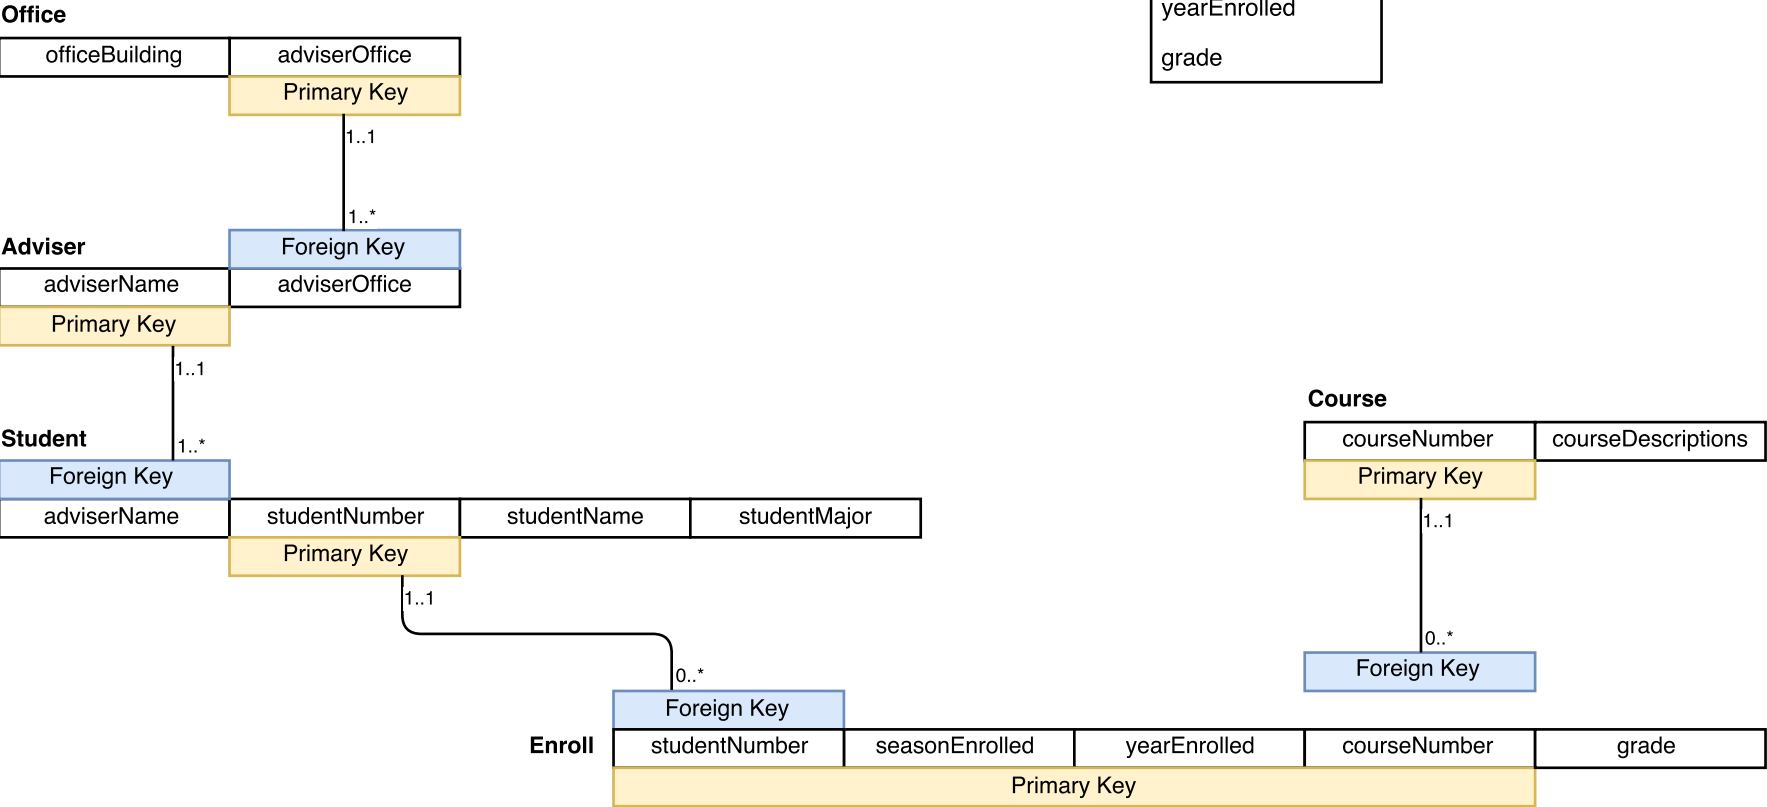 Office
yearEnrolled
officeBuilding adviserOffice
grade
Primary Key
1..1
1..*
Adviser Foreign Key
adviserName adviserOffice
Primary Key
1..1
Course
Student 1..*
courseNumber courseDescriptions
Foreign Key
Primary Key
adviserName studentNumber studentName studentMajor
1..1
Primary Key
1..1
0..*
Foreign Key
0..*
Foreign Key
Enroll studentNumber seasonEnrolled yearEnrolled courseNumber grade
Primary Key